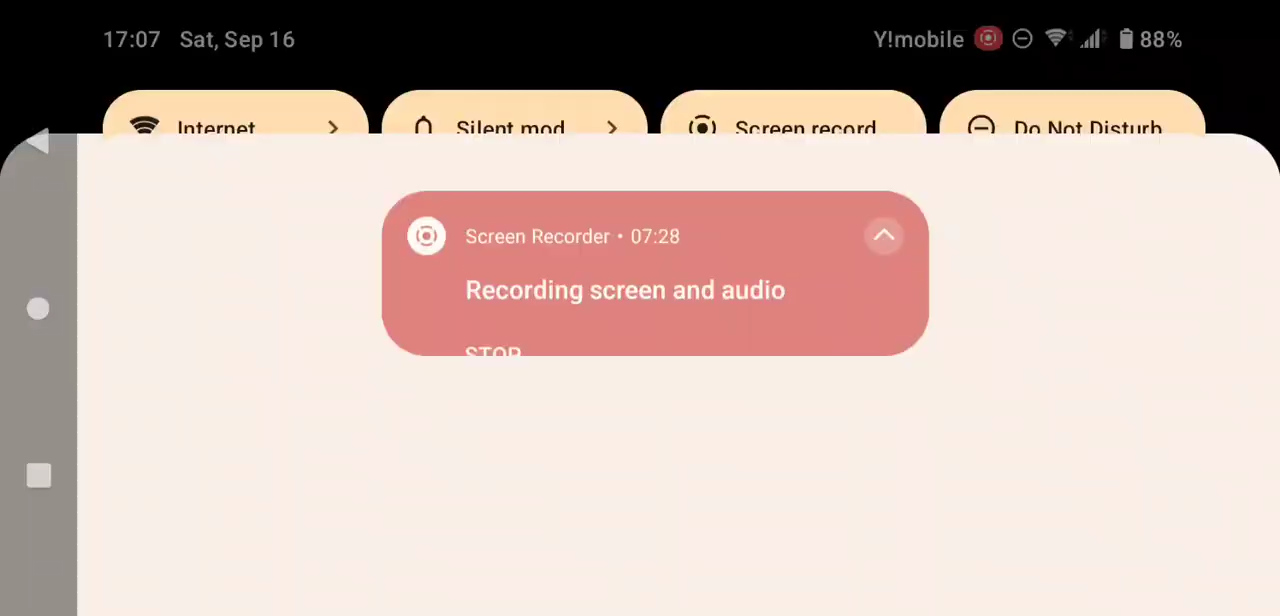 17:07 Sat, Sep 16
Y!mobile 88%
Internet Silent mod Screen record Do Not Disturb
Screen Recorder • 07:28
Recording screen and audio
STOP